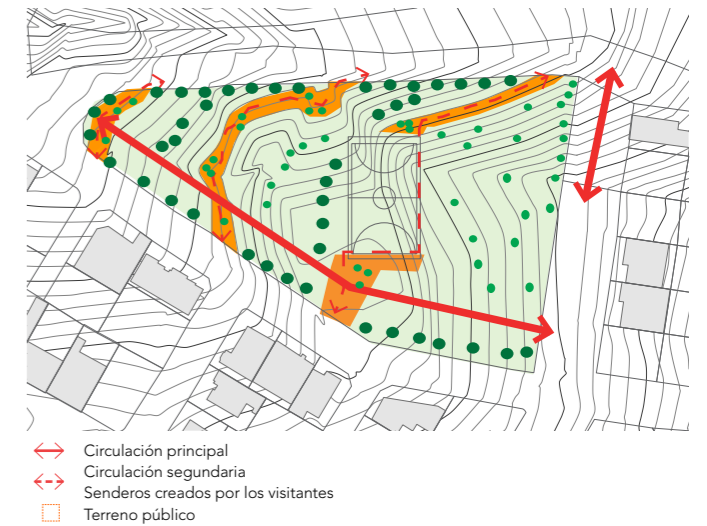 Circulación principal
Circulación segundaria
Senderos creados por los visitantes
Terreno público